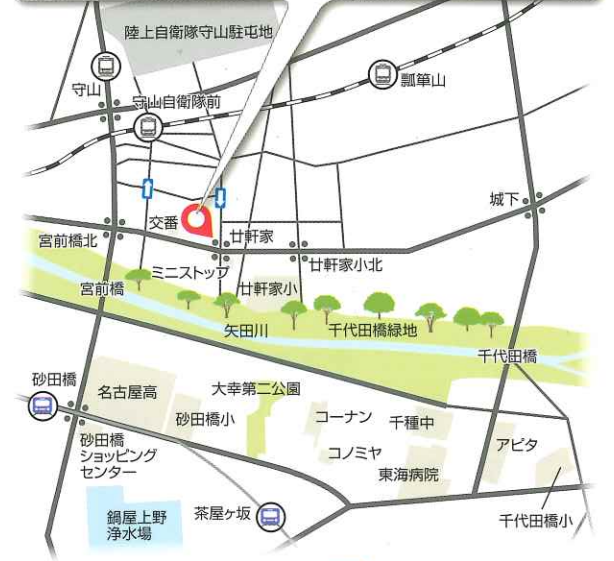 陸上自衛隊守山駐屯地
守山
守山自衛隊前
瓢箪山
城下
交番
廿軒家
宮前橋北
廿軒家小北
ミニストップ
宮前橋
廿軒家小
矢田川
千代田橋緑地
千代田橋
砂田橋
名古屋高
大幸第二公園
砂田橋小
コーナン
千種中
砂田橋
ショッピング
センター
コノミヤ
アピタ
東海病院
鍋屋上野
浄水場
茶屋ヶ坂
千代田橋小